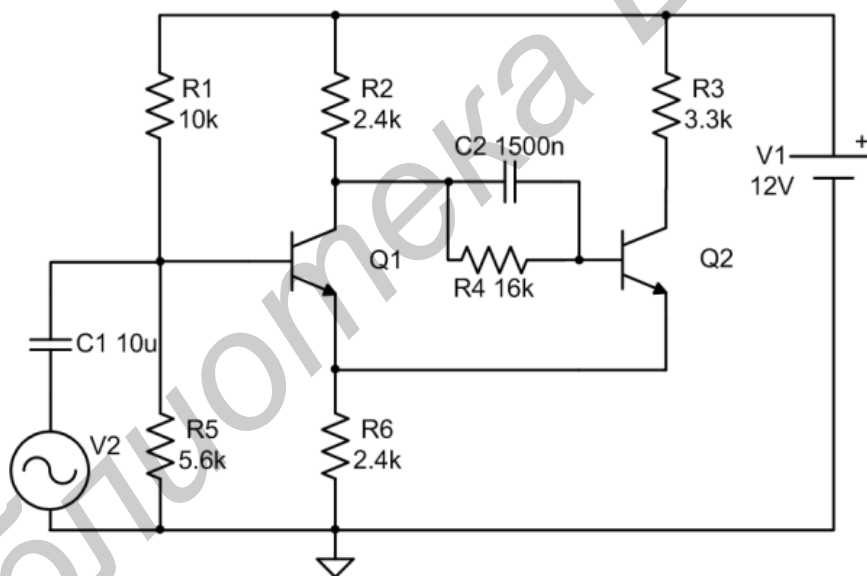 R1
10k
R2
2.4k
R3
3.3k
C2 1500n
V1
12V
+
Q1
Q2
R4 16k
C1 10u
V2
R5
5.6k
R6
2.4k